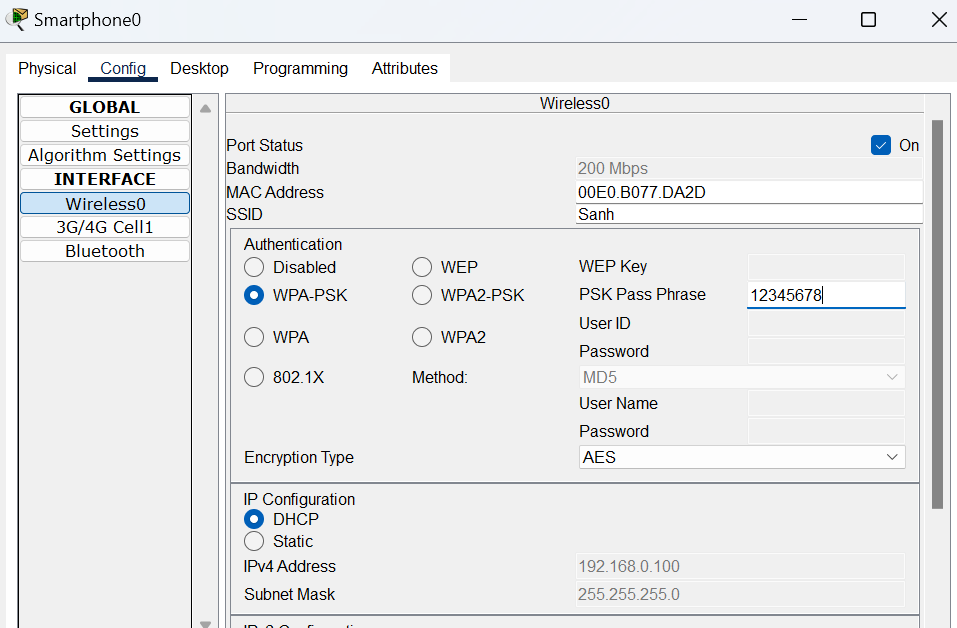 Smartphone0
Physical Config Desktop Programming Attributes
GLOBAL
Settings
Algorithm Settings
INTERFACE
Wireless0
3G/4G Cell1
Bluetooth
Wireless0
Port Status On
Bandwidth 200 Mbps
MAC Address 00E0.B077.DA2D
SSID Sanh
Authentication
Disabled WEP WEP Key
WPA-PSK WPA2-PSK PSK Pass Phrase 12345678
User ID
WPA WPA2
Password
802.1X Method: MD5
User Name
Password
Encryption Type AES
IP Configuration
DHCP
Static
IPv4 Address 192.168.0.100
Subnet Mask 255.255.255.0